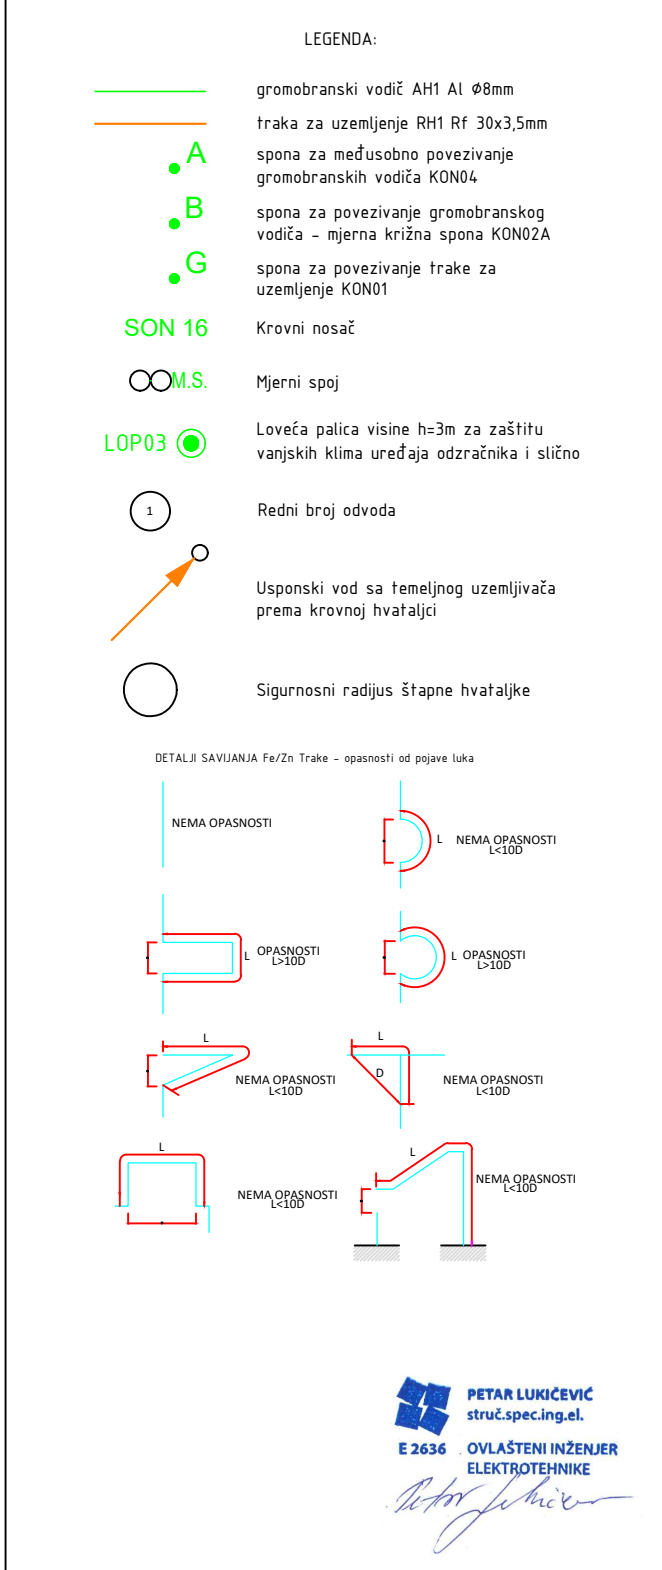 LEGENDA:
gromobranski vodič AH1 Al Ø8mm
traka za uzemljenje RH1 Rf 30x3,5mm
A
spona za međusobno povezivanje
gromobranskih vodiča KON04
B
spona za povezivanje gromobranskog
vodiča - mjerna križna spona KON02A
G
spona za povezivanje trake za
uzemljenje KON01
SON 16
Krovni nosač
M.S.
Mjerni spoj
LOP03
Loveća palica visine h=3m za zaštitu
vanjskih klima uređaja odzračnika i slično
1
Redni broj odvoda
Usponski vod sa temeljnog uzemljivača
prema krovnoj hvataljci
Sigurnosni radijus štapne hvataljke
DETALJI SAVIJANJA Fe/Zn Trake - opasnosti od pojave luka
NEMA OPASNOSTI
L
NEMA OPASNOSTI
L<10D
L
OPASNOSTI
L>10D
L
OPASNOSTI
L>10D
L
NEMA OPASNOSTI
L<10D
L
D
NEMA OPASNOSTI
L<10D
L
NEMA OPASNOSTI
L<10D
L
NEMA OPASNOSTI
L<10D
PETAR LUKIČEVIĆ
struč.spec.ing.el.
E 2636 OVLAŠTENI INŽENJER
ELEKTROTEHNIKE